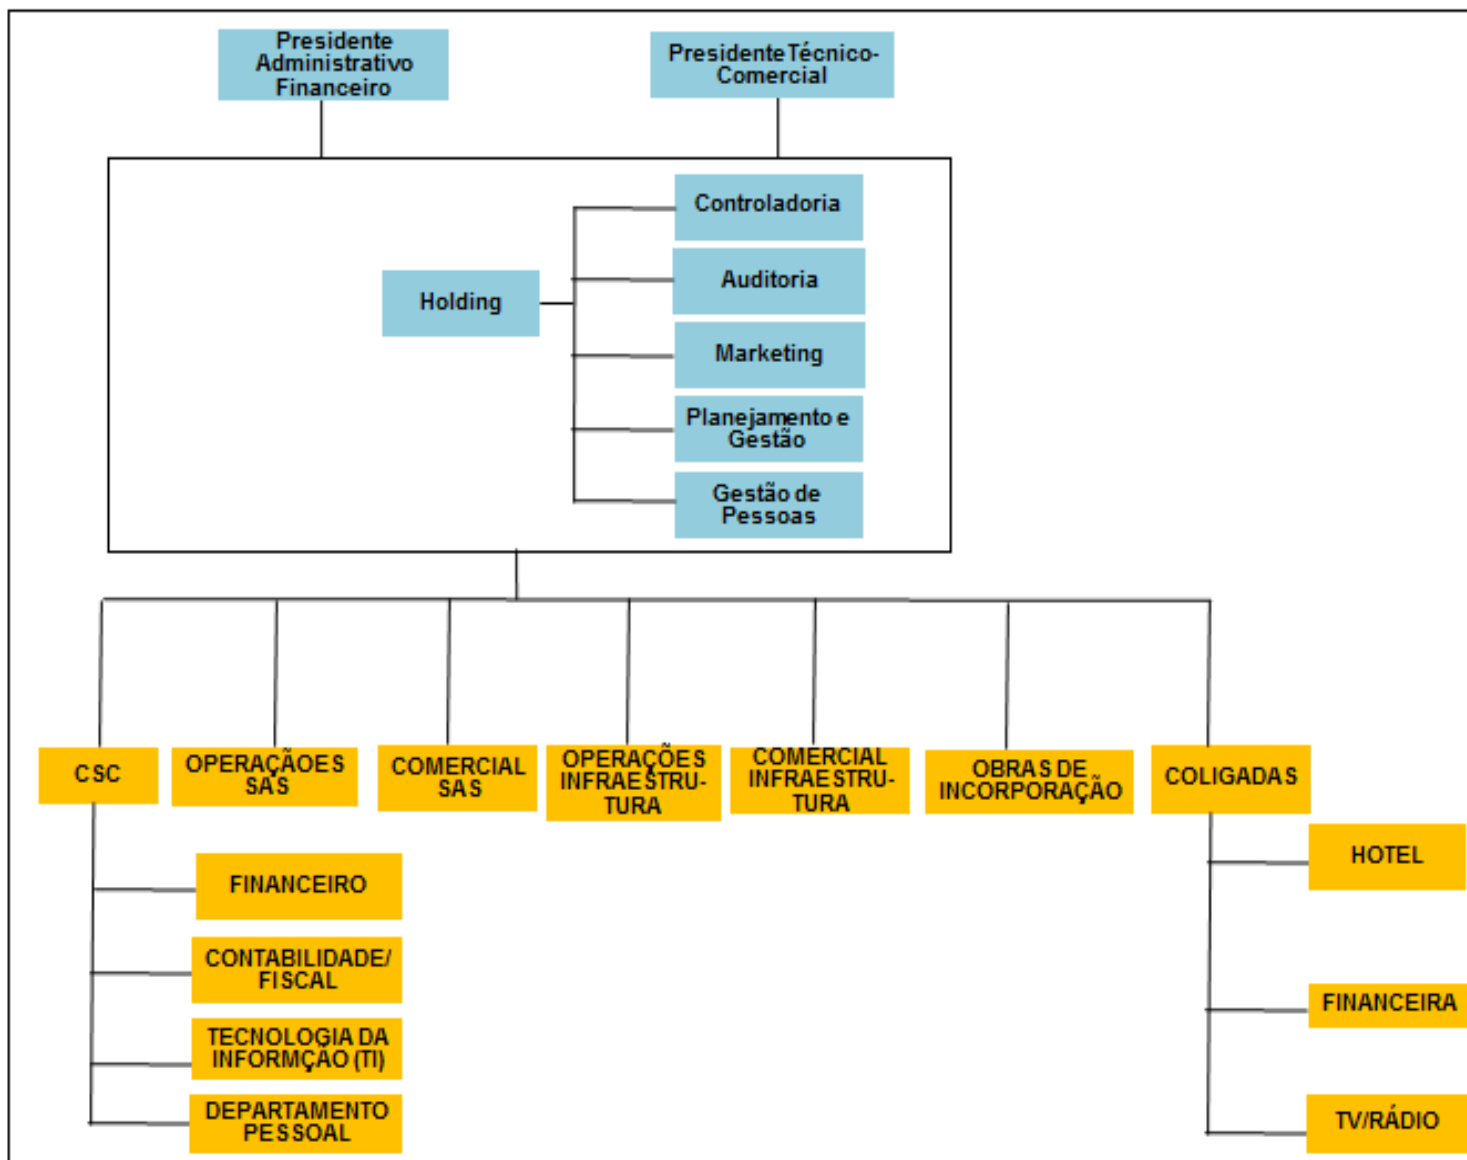 Presidente
Administrativo
Financeiro
Presidente Técnico-
Comercial
Controladoria
Auditoria
Holding
Marketing
Planejamento e
Gestão
Gestão de
Pessoas
CSC
OPERAÇÃOES
SAS
COMERCIAL
SAS
OPERAÇÕES
INFRAESTRU-
TURA
COMERCIAL
INFRAESTRU-
TURA
OBRAS DE
INCORPORAÇÃO
COLIGADAS
FINANCEIRO
CONTABILIDADE/
FISCAL
TECNOLOGIA DA
INFORMÇÃO (TI)
DEPARTAMENTO
PESSOAL
HOTEL
FINANCEIRA
TV/RÁDIO